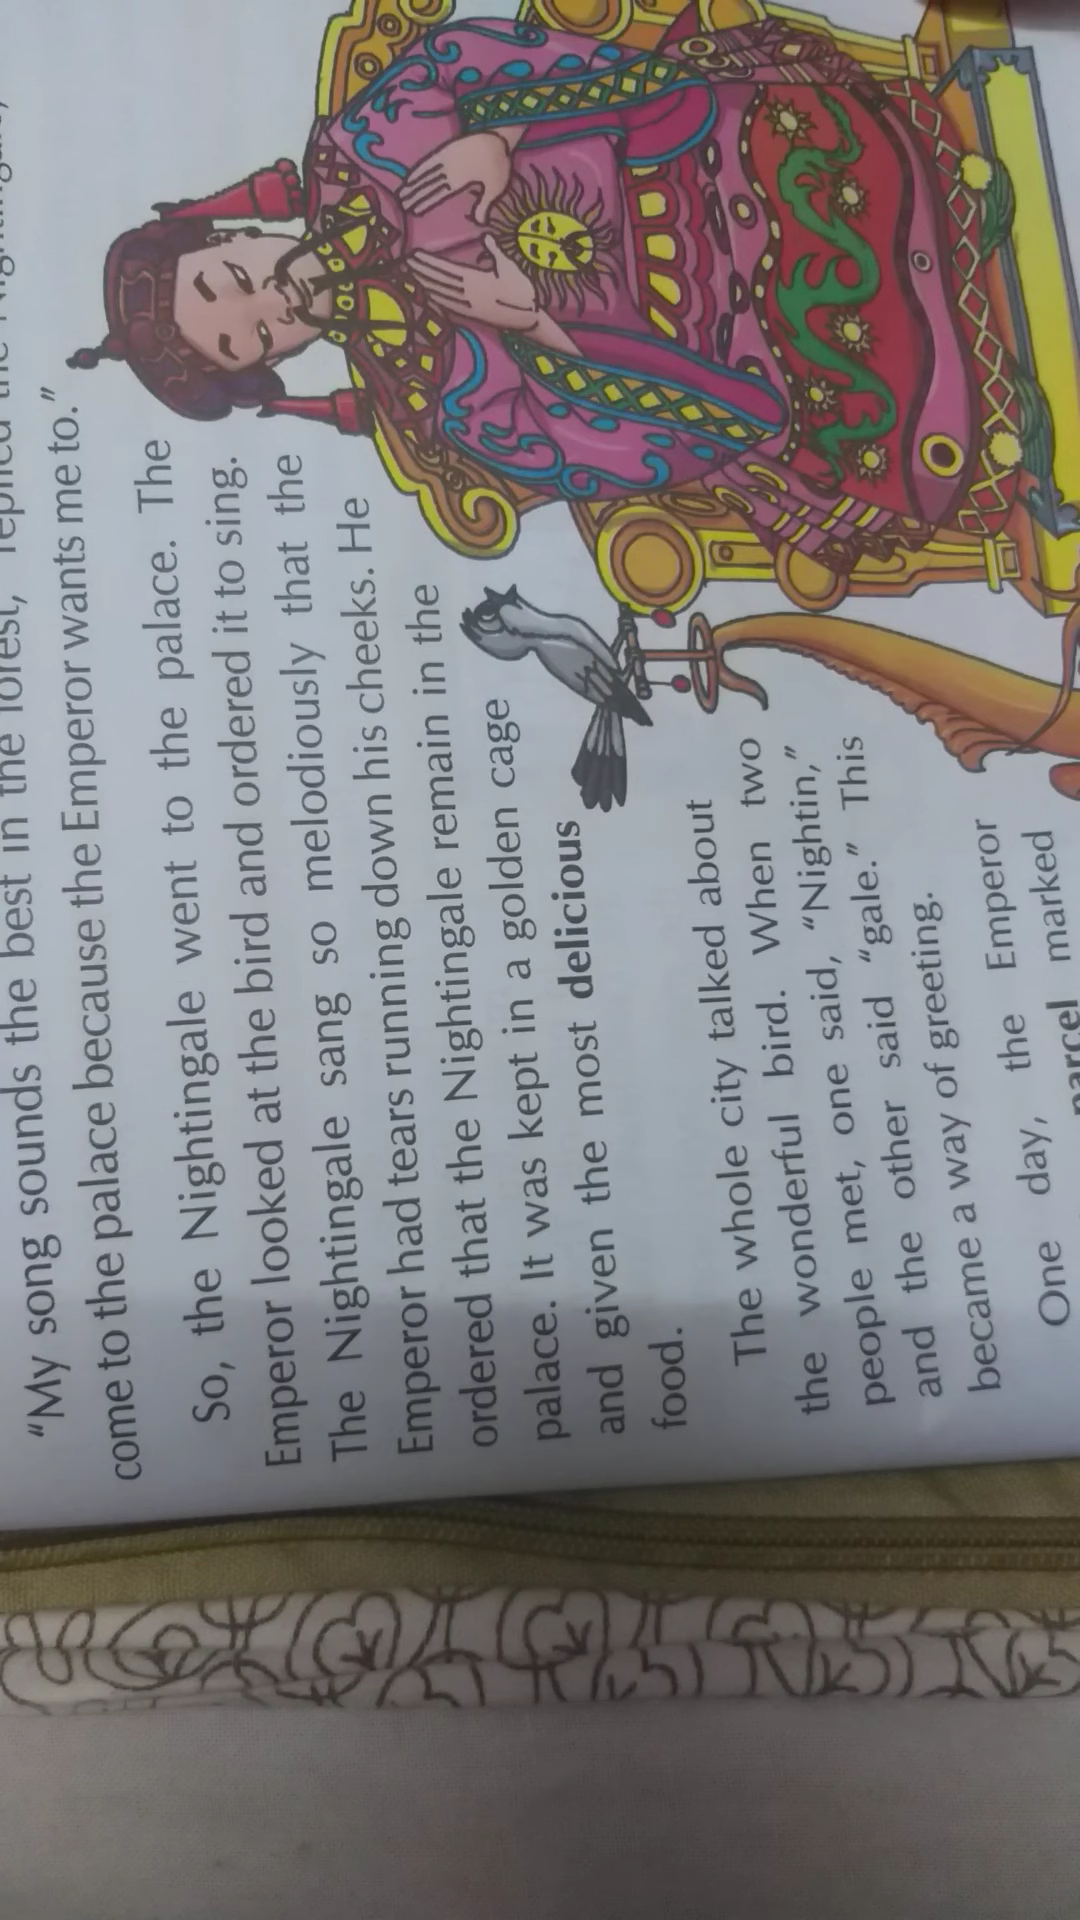 "My song sounds the best in the forest," replied the Nightingale,
come to the palace because the Emperor wants me to."
So, the Nightingale went to the palace. The
Emperor looked at the bird and ordered it to sing.
The Nightingale sang so melodiously that the
Emperor had tears running down his cheeks. He
ordered that the Nightingale remain in the
palace. It was kept in a golden cage
and given the most delicious
food.
The whole city talked about
the wonderful bird. When two
people met, one said, "Nightin,"
and the other said "gale." This
became a way of greeting.
One day, the Emperor
parcel marked